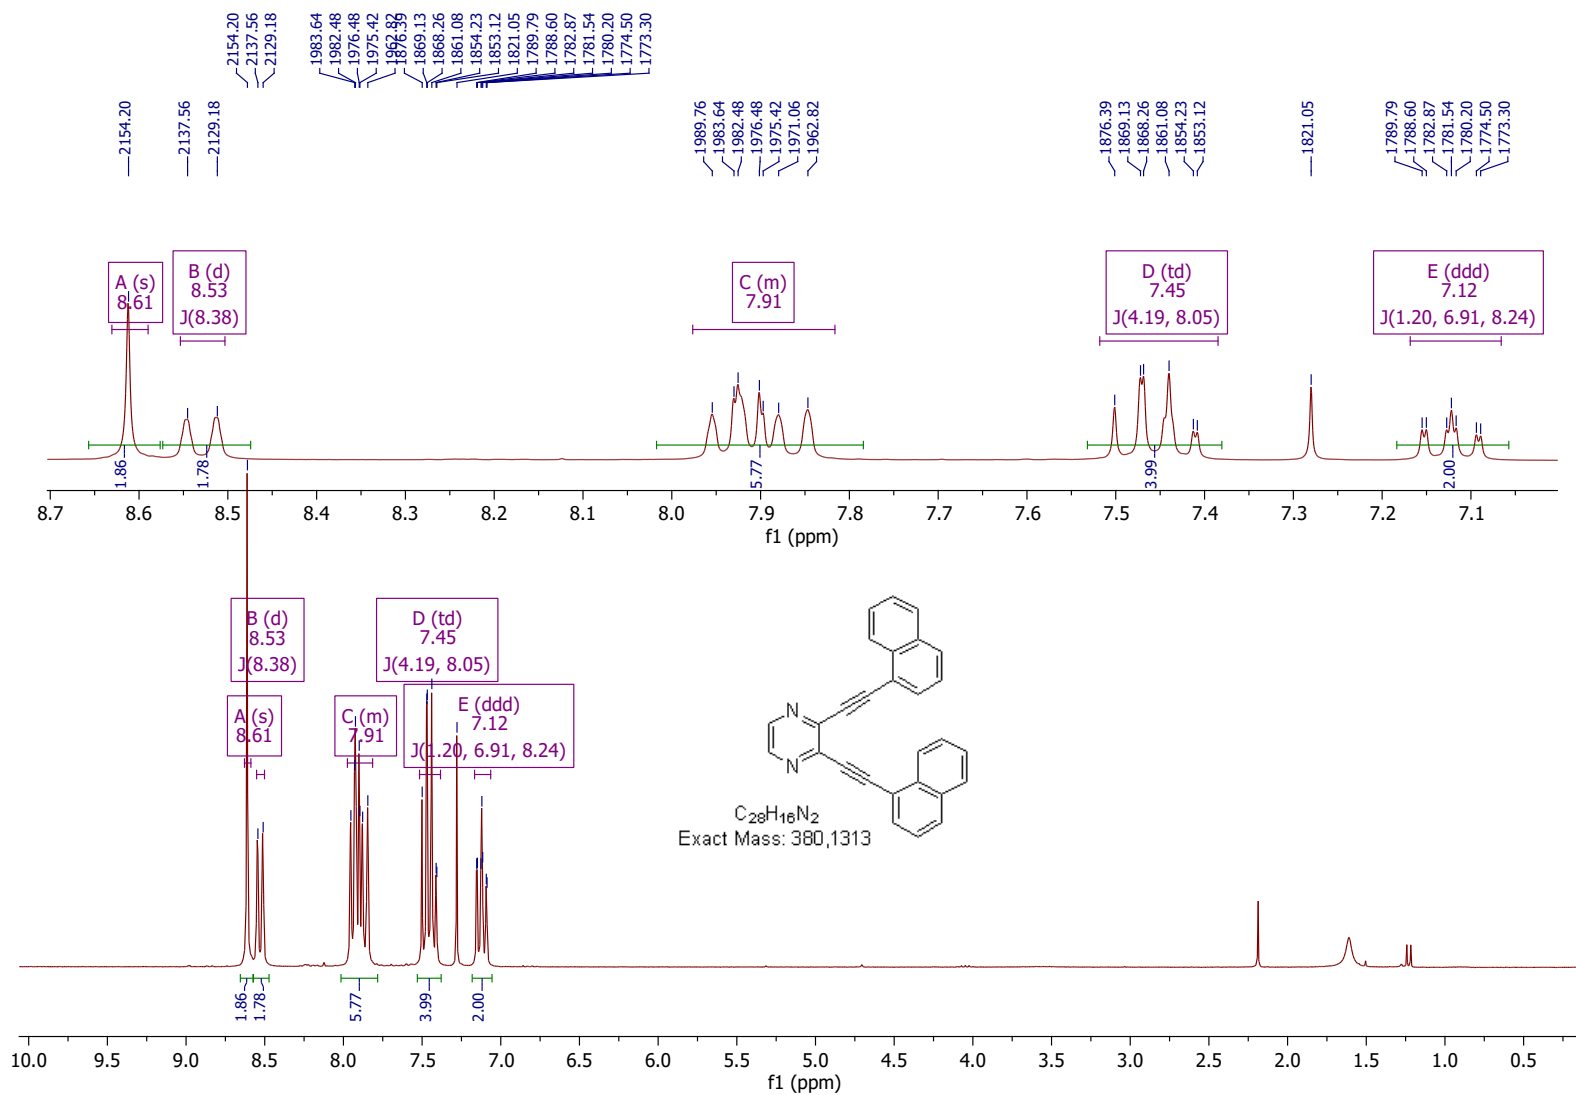 2154.20
2137.56
2129.18
1983.64
1982.48
1976.48
1975.42
1962.82
1876.39
1869.13
1868.26
1861.08
1854.23
1853.12
1821.05
1789.79
1788.60
1782.87
1781.54
1780.20
1774.50
1773.30
2154.20
2137.56
2129.18
1989.76
1983.64
1982.48
1976.48
1975.42
1971.06
1962.82
1876.39
1869.13
1868.26
1861.08
1854.23
1853.12
1821.05
1789.79
1788.60
1782.87
1781.54
1780.20
1774.50
1773.30
A (s)
8.61
B (d)
8.53
J(8.38)
C (m)
7.91
D (td)
7.45
J(4.19, 8.05)
E (ddd)
7.12
J(1.20, 6.91, 8.24)
1.86
1.78
5.77
3.99
2.00
8.7 8.6 8.5 8.4 8.3 8.2 8.1 8.0 7.9 7.8 7.7 7.6 7.5 7.4 7.3 7.2 7.1
f1 (ppm)
B (d)
8.53
J(8.38)
D (td)
7.45
J(4.19, 8.05)
A (s)
8.61
C (m)
7.91
E (ddd)
7.12
J(1.20, 6.91, 8.24)
N
N
C28H16N2
Exact Mass: 380,1313
1.86
1.78
5.77
3.99
2.00
10.0 9.5 9.0 8.5 8.0 7.5 7.0 6.5 6.0 5.5 5.0 4.5 4.0 3.5 3.0 2.5 2.0 1.5 1.0 0.5
f1 (ppm)